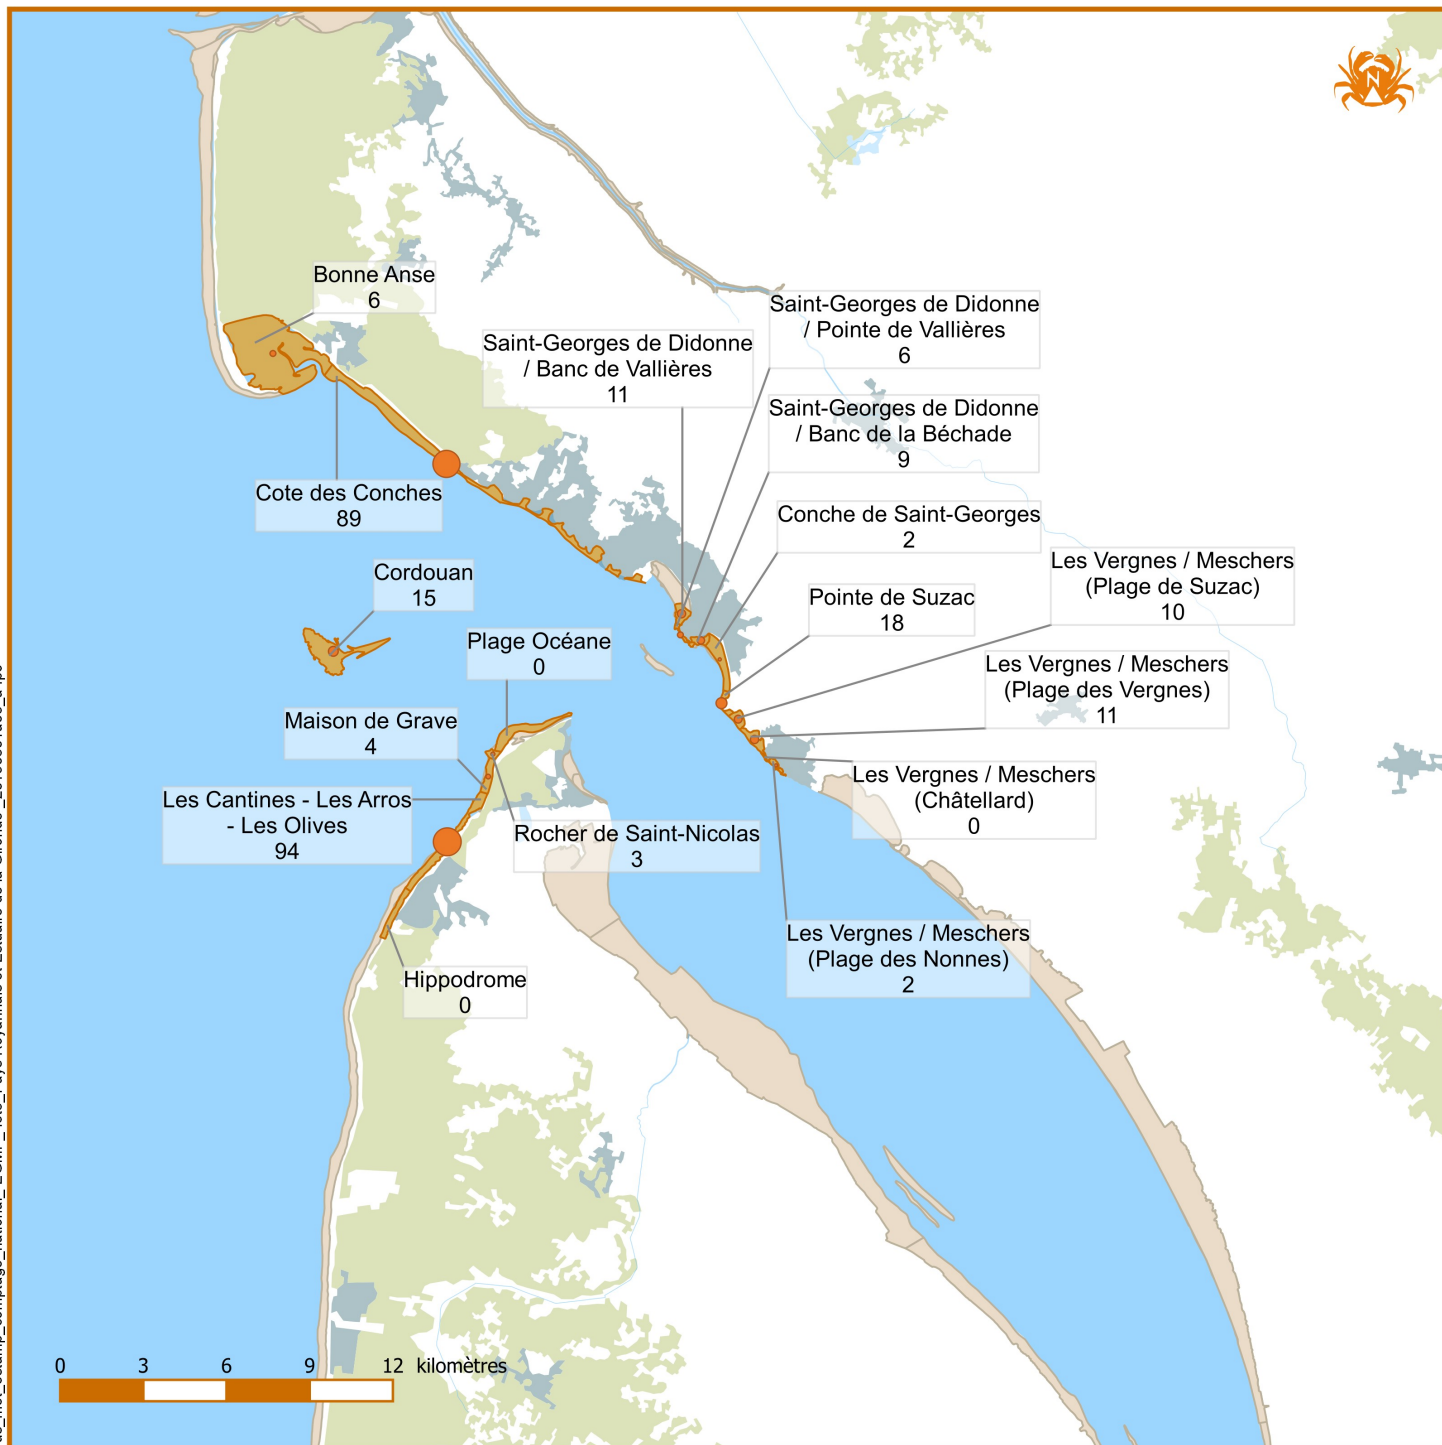 N
Bonne Anse
6
Saint-Georges de Didonne
/ Pointe de Vallières
6
Saint-Georges de Didonne
/ Banc de Vallières
11
Saint-Georges de Didonne
/ Banc de la Béchade
9
Cote des Conches
89
Conche de Saint-Georges
2
Les Vergnes / Meschers
(Plage de Suzac)
10
Cordouan
15
Pointe de Suzac
18
Plage Océane
0
Les Vergnes / Meschers
(Plage des Vergnes)
11
Maison de Grave
4
Les Vergnes / Meschers
(Châtellard)
0
Les Cantines - Les Arros
- Les Olives
94
Rocher de Saint-Nicolas
3
Les Vergnes / Meschers
(Plage des Nonnes)
2
Hippodrome
0
0 3 6 9 12 kilomètres